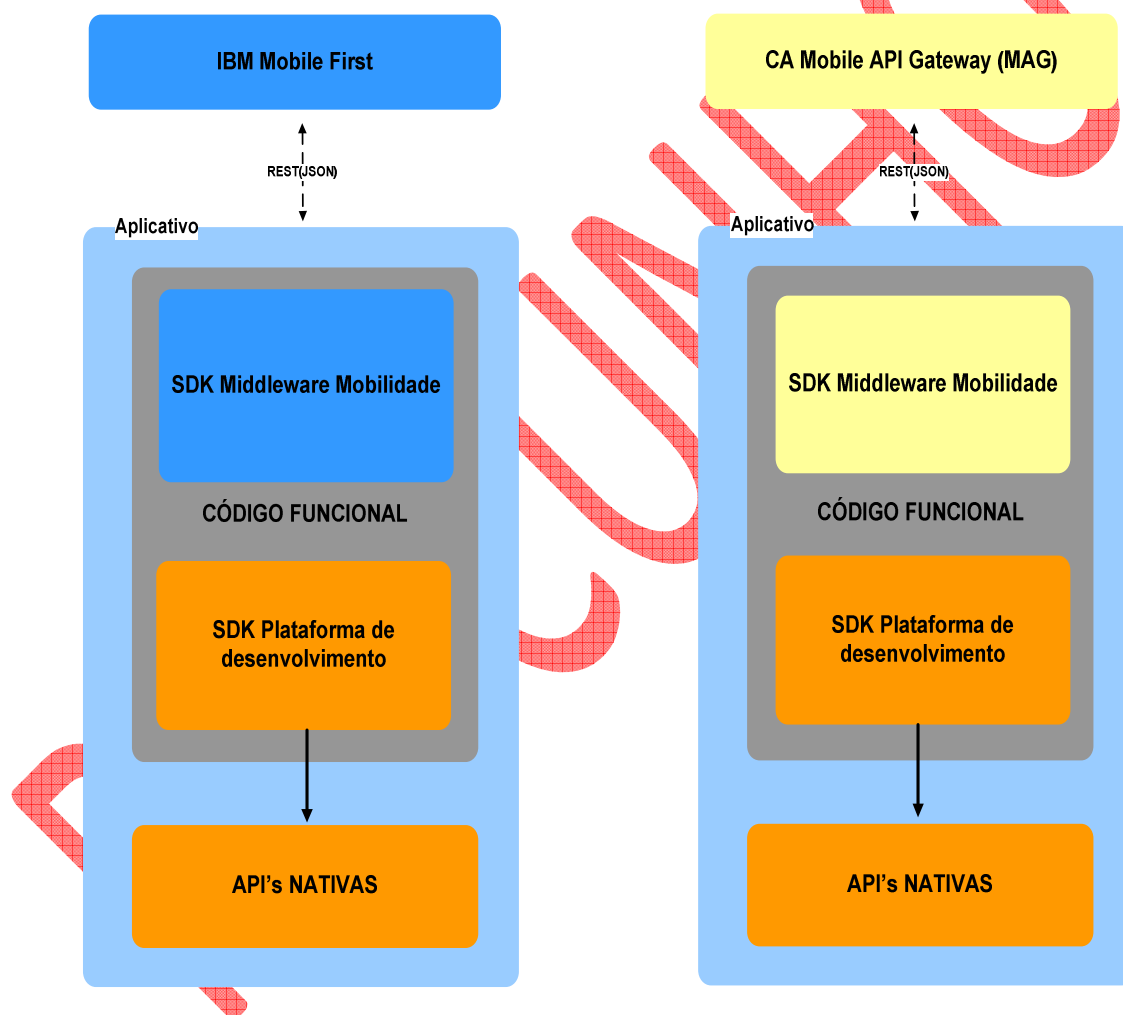 IBM Mobile First
REST(JSON)
Aplicativo
SDK Middleware Mobilidade
CÓDIGO FUNCIONAL
SDK Plataforma de
desenvolvimento
API's NATIVAS
CA Mobile API Gateway (MAG)
REST(JSON)
Aplicativo
SDK Middleware Mobilidade
CÓDIGO FUNCIONAL
SDK Plataforma de
desenvolvimento
API's NATIVAS